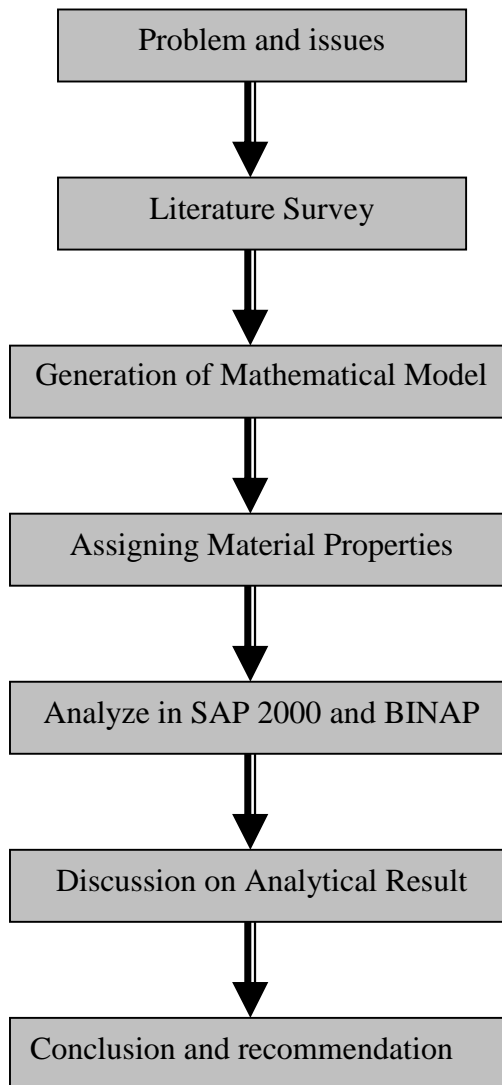 Problem and issues
Literature Survey
Generation of Mathematical Model
Assigning Material Properties
Analyze in SAP 2000 and BINAP
Discussion on Analytical Result
Conclusion and recommendation